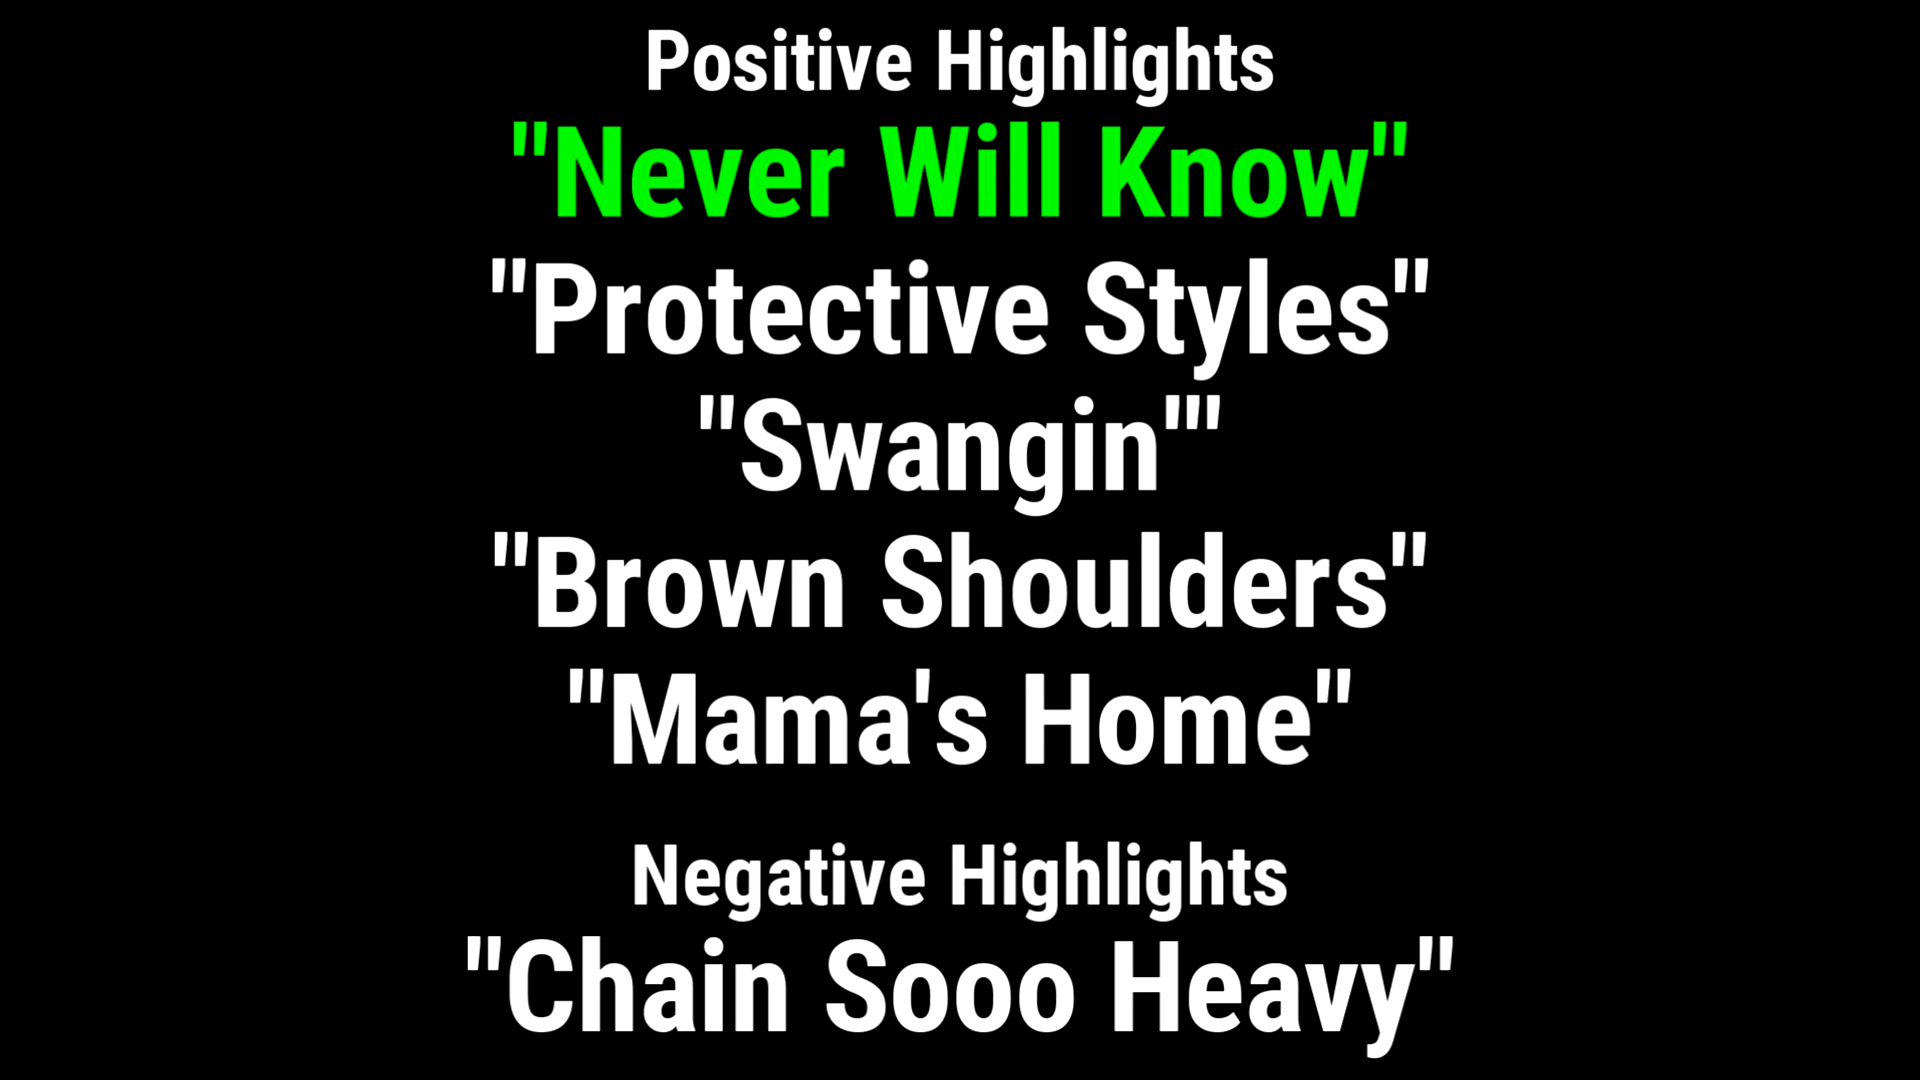 Positive Highlights
"Never Will Know"
"Protective Styles"
"Swangin'"
"Brown Shoulders"
"Mama's Home"
Negative Highlights
"Chain Sooo Heavy"